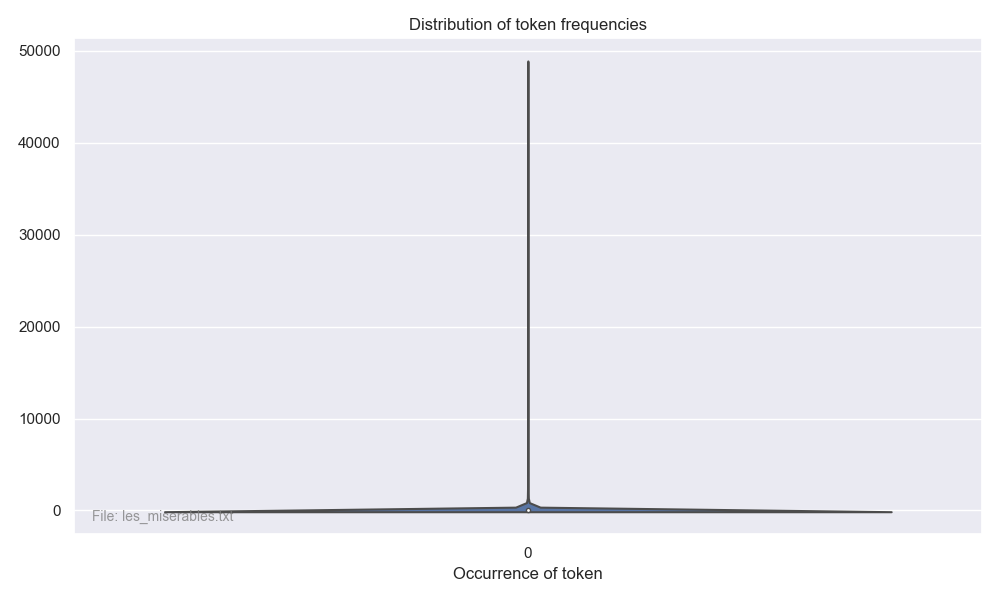 Distribution of token frequencies
50000
40000
30000
20000
10000
0
File: les_miserables.txt
0
Occurrence of token